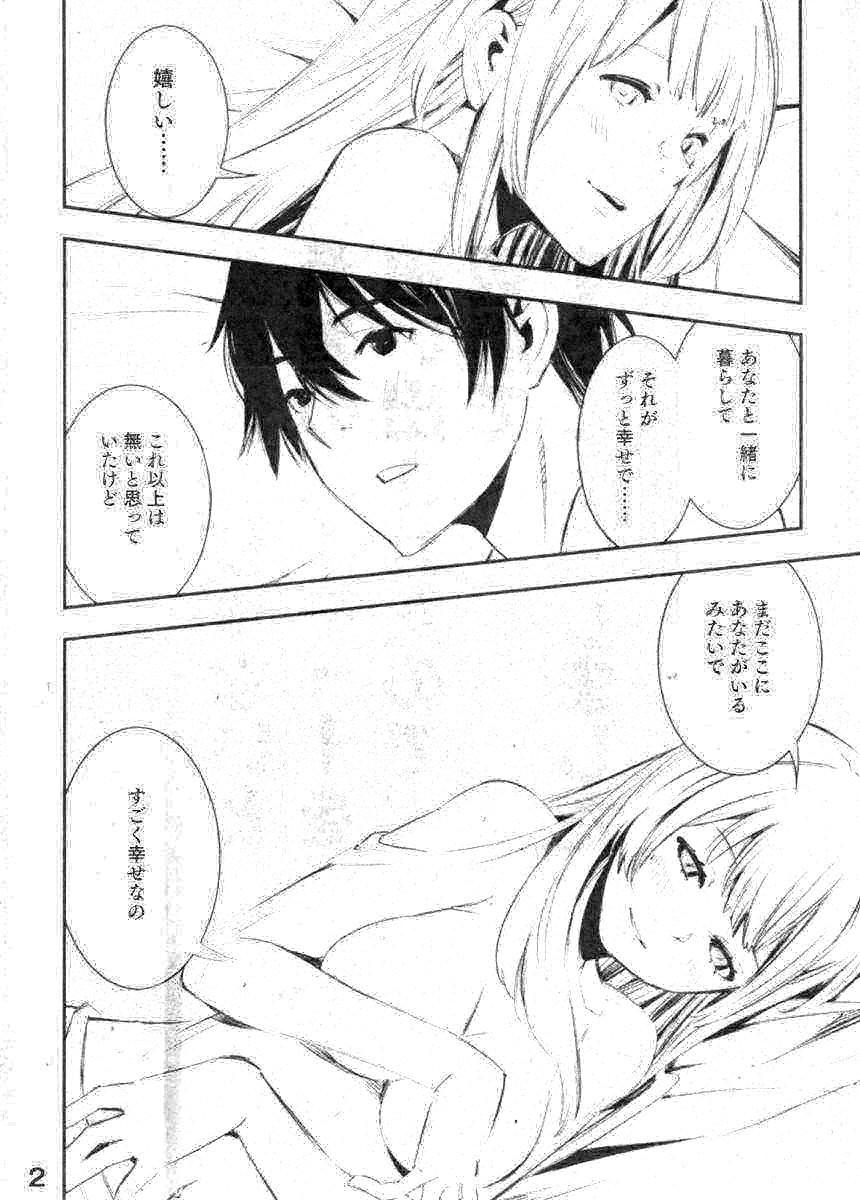 嬉しい……
あなたと一緒に
暮らして
それが
ずっと幸せで……
これ以上は
無いと思って
いたけど
まだここに
あなたがいる
みたいで
すごく幸せなの
2